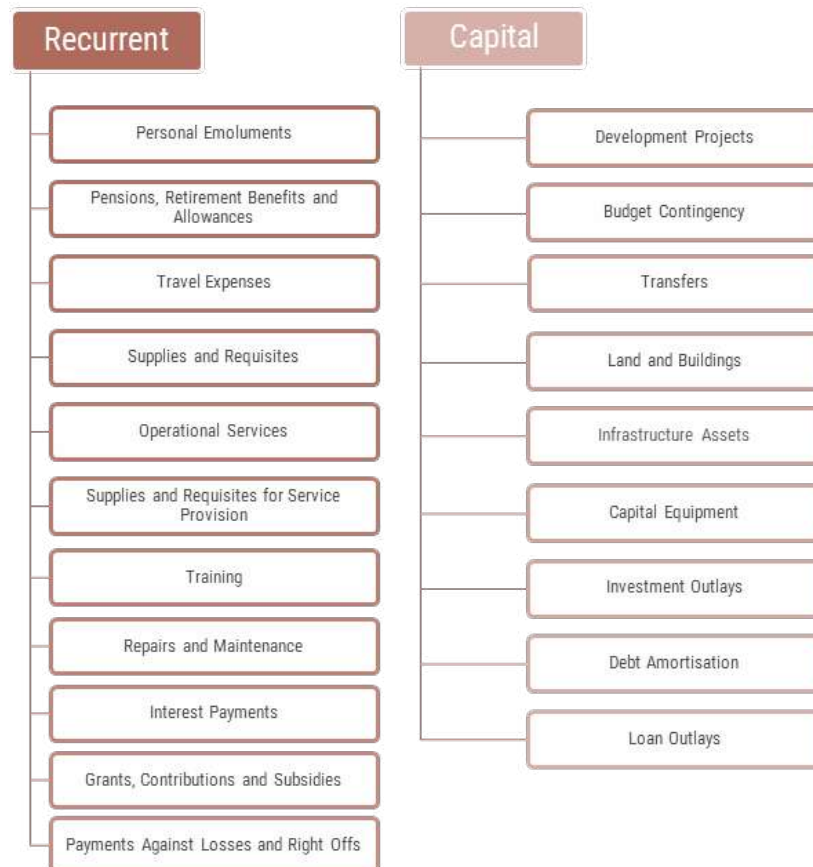 Recurrent
Personal Emoluments
Pensions, Retirement Benefits and
Allowances
Travel Expenses
Supplies and Requisites
Operational Services
Supplies and Requisites for Service
Provision
Training
Repairs and Maintenance
Interest Payments
Grants, Contributions and Subsidies
Payments Against Losses and Right Offs
Capital
Development Projects
Budget Contingency
Transfers
Land and Buildings
Infrastructure Assets
Capital Equipment
Investment Outlays
Debt Amortisation
Loan Outlays